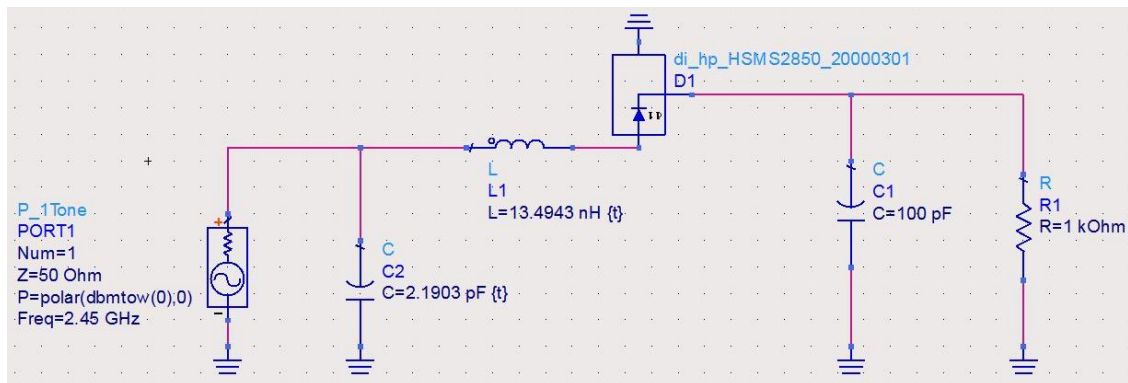 di_hp_HSMS2850_20000301
D1
L
L1
L=13.4943 nH {t}
C
C1
C=100 pF
R
R1
R=1 kOhm
P_1Tone
PORT1
Num=1
Z=50 Ohm
P=polar(dbmtow(0),0)
Freq=2.45 GHz
C
C2
C=2.1903 pF {t}